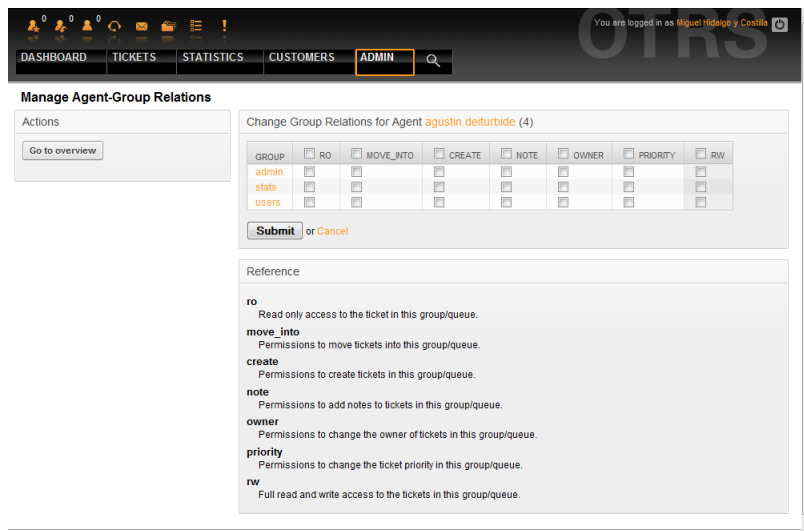 0 0 0
You are logged in as Miguel Hidalgo y Costilla
OTRS
DASHBOARD TICKETS STATISTICS CUSTOMERS ADMIN
Manage Agent-Group Relations
Actions
Go to overview
Change Group Relations for Agent agustin.deiturbide (4)
GROUP RO MOVE_INTO CREATE NOTE OWNER PRIORITY RW
admin
stats
users
Submit or Cancel
Reference
ro
Read only access to the ticket in this group/queue.
move_into
Permissions to move tickets into this group/queue.
create
Permissions to create tickets in this group/queue.
note
Permissions to add notes to tickets in this group/queue.
owner
Permissions to change the owner of tickets in this group/queue.
priority
Permissions to change the ticket priority in this group/queue.
rw
Full read and write access to the tickets in this group/queue.